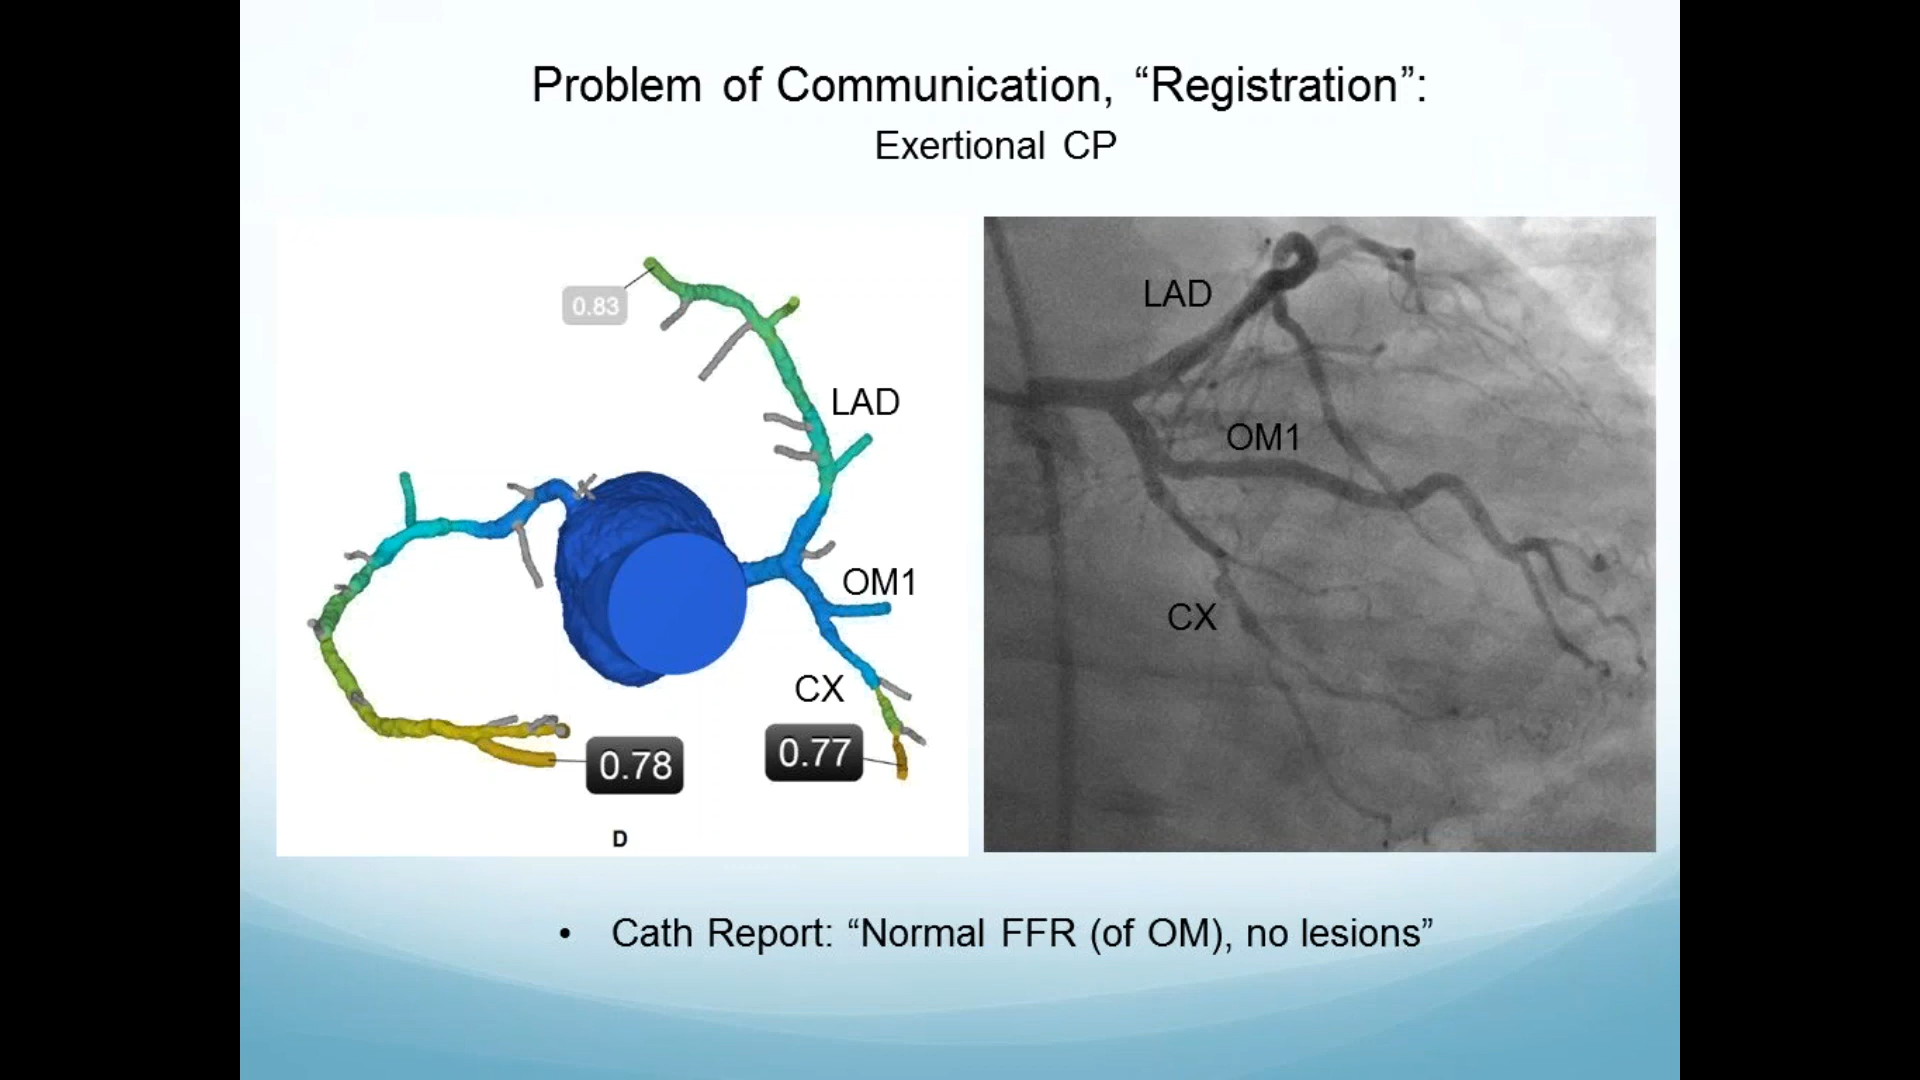 Problem of Communication, “Registration”:
Exertional CP
0.83
LAD
OM1
CX
0.78
0.77
D
LAD
OM1
CX
• Cath Report: “Normal FFR (of OM), no lesions”